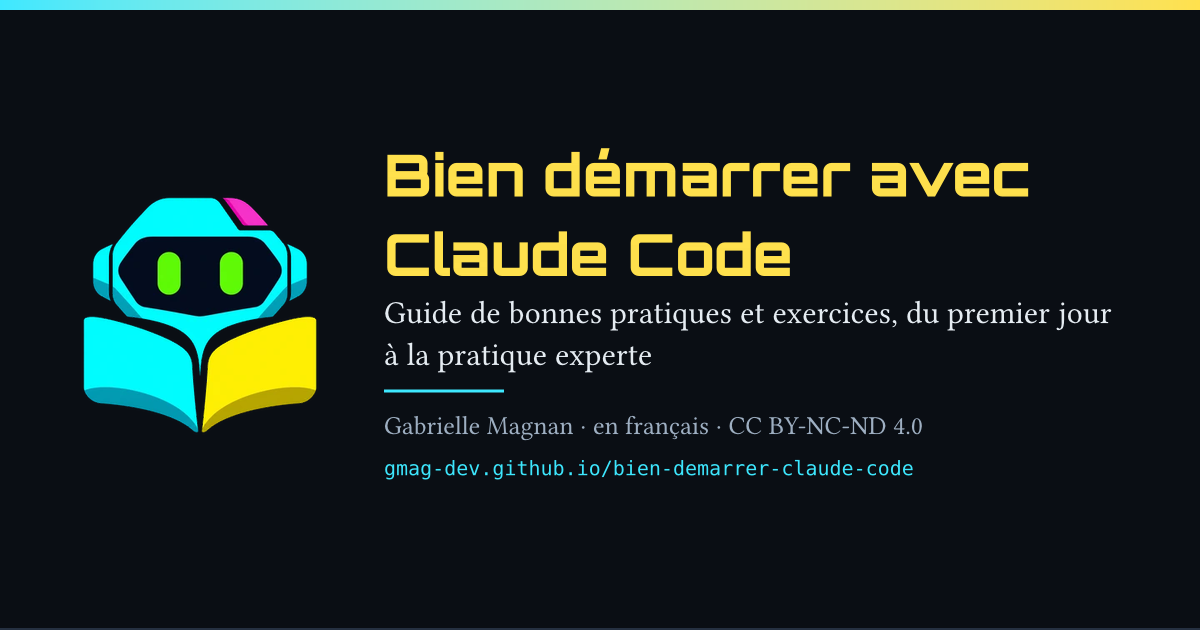 Bien démarrer avec
Claude Code
Guide de bonnes pratiques et exercices, du premier jour
à la pratique experte
Gabrielle Magnan · en français · CC BY-NC-ND 4.0
gmag-dev.github.io/bien-demarrer-claude-code